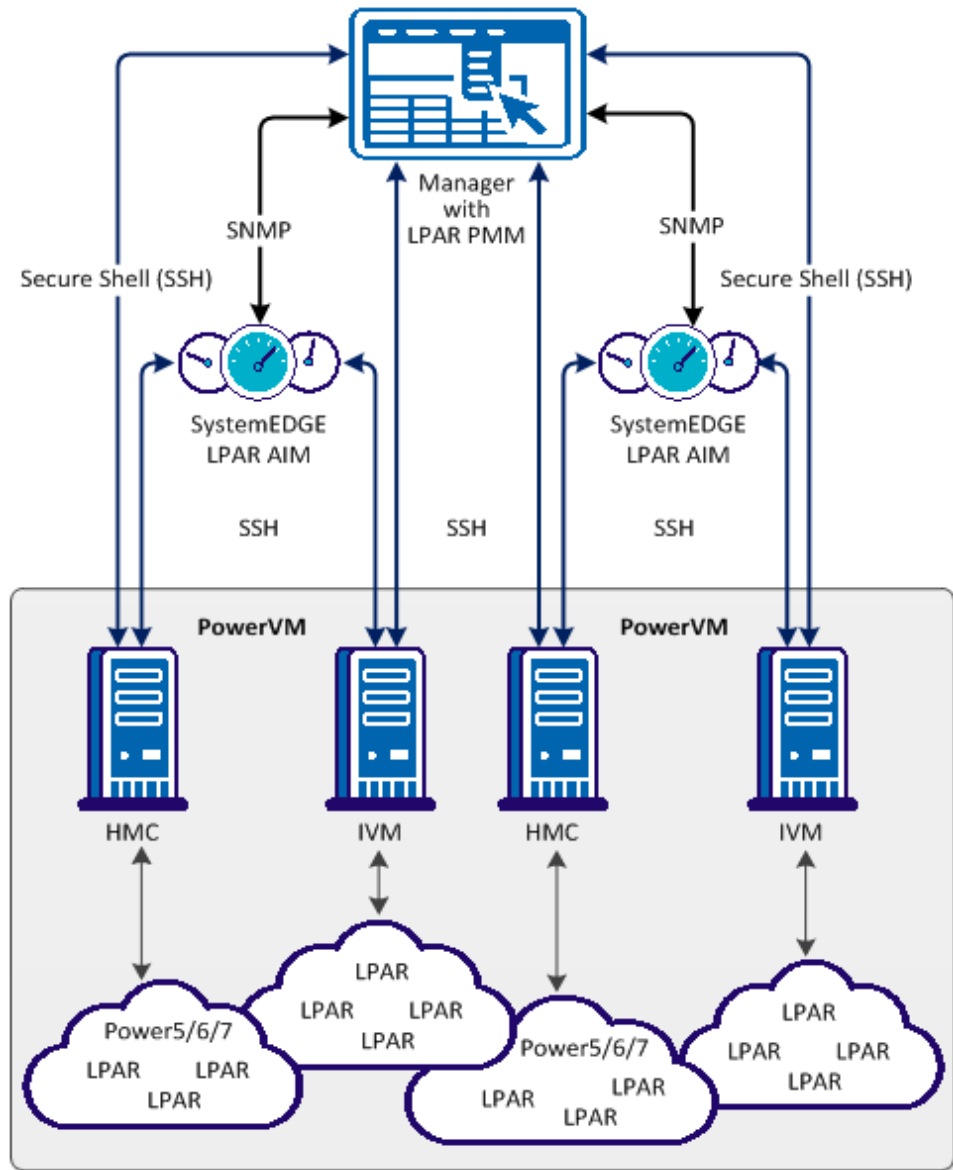 Manager
with
LPAR PMM
SNMP
SNMP
Secure Shell (SSH)
Secure Shell (SSH)
SystemEDGE
LPAR AIM
SystemEDGE
LPAR AIM
SSH
SSH
SSH
PowerVM
PowerVM
HMC
IVM
HMC
IVM
Power5/6/7
LPAR
LPAR
LPAR
LPAR
LPAR
LPAR
LPAR
Power5/6/7
LPAR
LPAR
LPAR
LPAR
LPAR
LPAR
LPAR